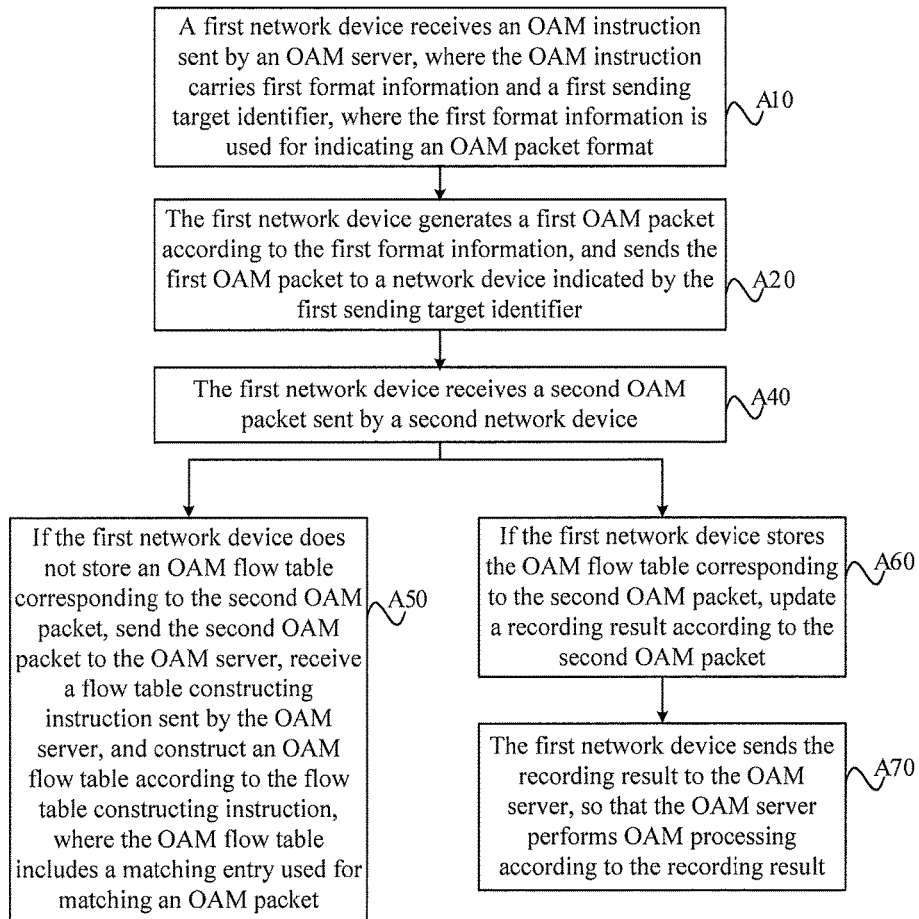 A first network device receives an OAM instruction
sent by an OAM server, where the OAM instruction
carries first format information and a first sending
target identifier, where the first format information is
used for indicating an OAM packet format
A10
The first network device generates a first OAM packet
according to the first format information, and sends the
first OAM packet to a network device indicated by the
first sending target identifier
A20
The first network device receives a second OAM
packet sent by a second network device
A40
If the first network device does
not store an OAM flow table
corresponding to the second OAM
packet, send the second OAM
packet to the OAM server, receive
a flow table constructing
instruction sent by the OAM
server, and construct an OAM
flow table according to the flow
table constructing instruction,
where the OAM flow table
includes a matching entry used for
matching an OAM packet
A50
If the first network device stores
the OAM flow table corresponding
to the second OAM packet, update
a recording result according to the
second OAM packet
A60
The first network device sends the
recording result to the OAM
server, so that the OAM server
performs OAM processing
according to the recording result
A70